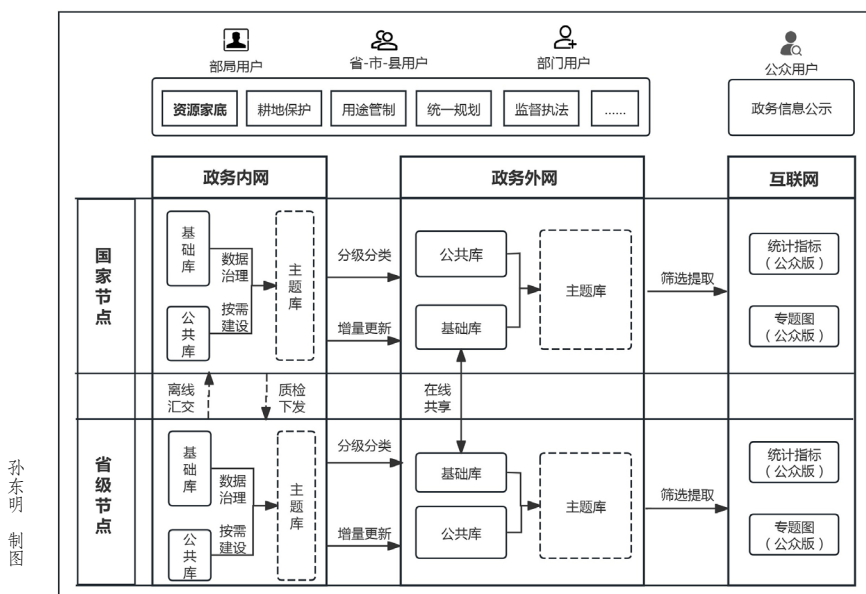 部局用户
省-市-县用户
部门用户
公众用户
资源家底
耕地保护
用途管制
统一规划
监督执法
......
政务信息公示
政务内网
政务外网
互联网
国家节点
基础库
数据
治理
主题库
公共库
按需
建设
分级分类
增量更新
公共库
基础库
主题库
筛选提取
统计指标
（公众版）
专题图
（公众版）
离线
汇交
质检
下发
在线
共享
省级节点
基础库
数据
治理
主题库
公共库
按需
建设
分级分类
增量更新
基础库
公共库
主题库
筛选提取
统计指标
（公众版）
专题图
（公众版）
孙东明 制图